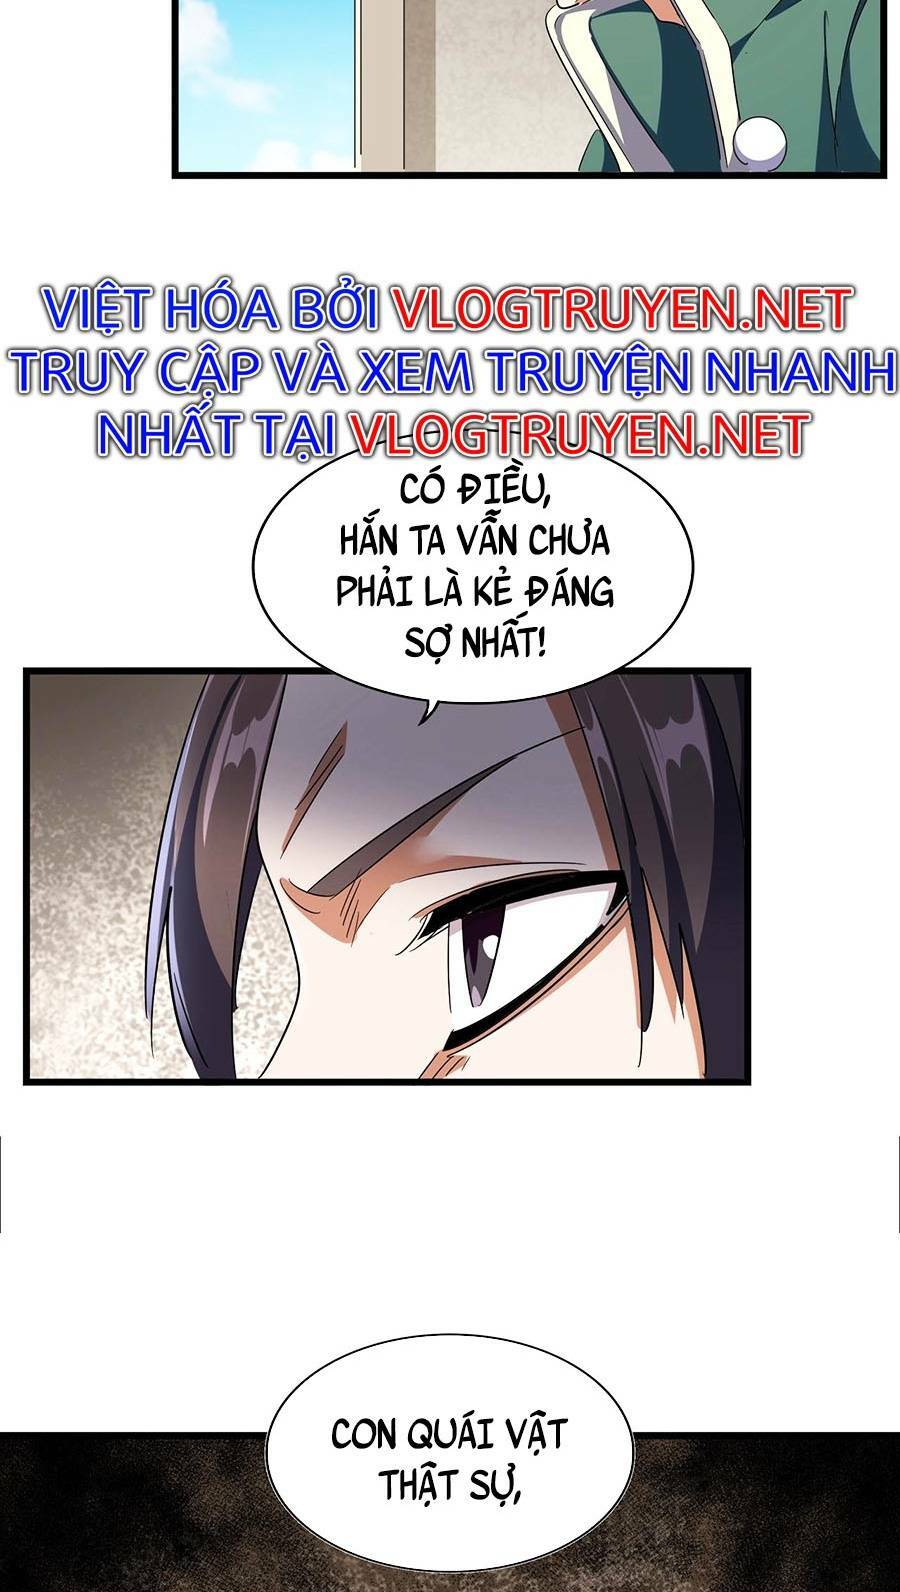 VIỆT HÓA BỞI VLOGTRUYEN.NET
TRUY CẬP VÀ XEM TRUYỆN NHANH
NHẤT TẠI VLOGTRUYEN.NET
CÓ ĐIỀU,
HẮN TA VẪN CHƯA
PHẢI LÀ KẺ ĐÁNG
SỢ NHẤT!
CON QUÁI VẬT
THẬT SỰ,